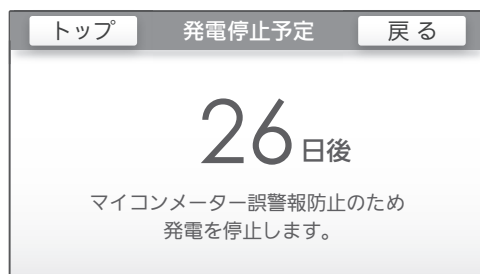 トップ 発電停止予定 戻 る
26日後
マイコンメーター誤警報防止のため
発電を停止します。